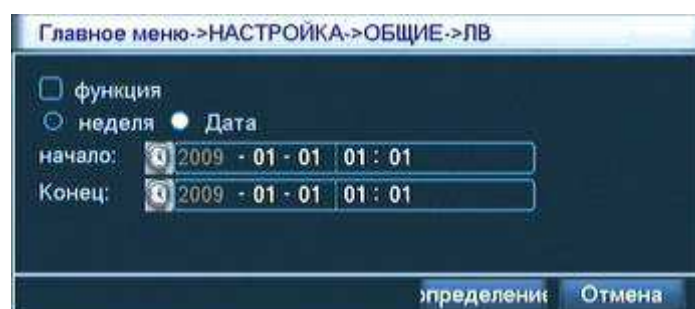 Главное меню->НАСТРОЙКА->ОБЩИЕ->ЛВ
функция
неделя Дата
начало: 2009 - 01 - 01 01 : 01
Конец: 2009 - 01 - 01 01 : 01
определение Отмена